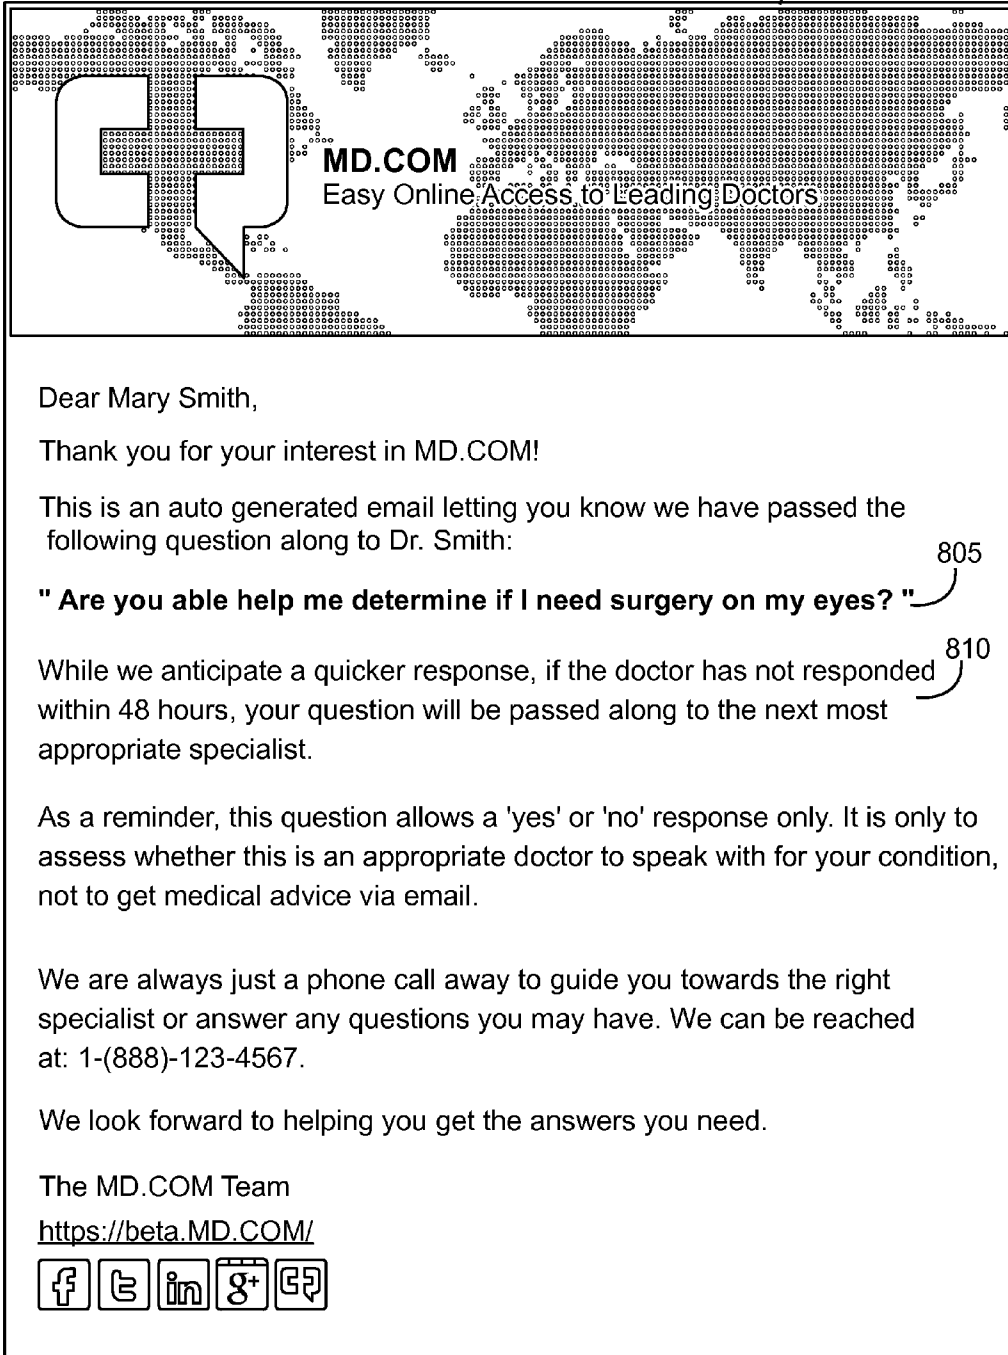 MD.COM
Easy Online Access to Leading Doctors
Dear Mary Smith,
Thank you for your interest in MD.COM!
This is an auto generated email letting you know we have passed the
following question along to Dr. Smith:
805
" Are you able help me determine if I need surgery on my eyes? "
810
While we anticipate a quicker response, if the doctor has not responded
within 48 hours, your question will be passed along to the next most
appropriate specialist.
As a reminder, this question allows a 'yes' or 'no' response only. It is only to
assess whether this is an appropriate doctor to speak with for your condition,
not to get medical advice via email.
We are always just a phone call away to guide you towards the right
specialist or answer any questions you may have. We can be reached
at: 1-(888)-123-4567.
We look forward to helping you get the answers you need.
The MD.COM Team
https://beta.MD.COM/
f t in g+